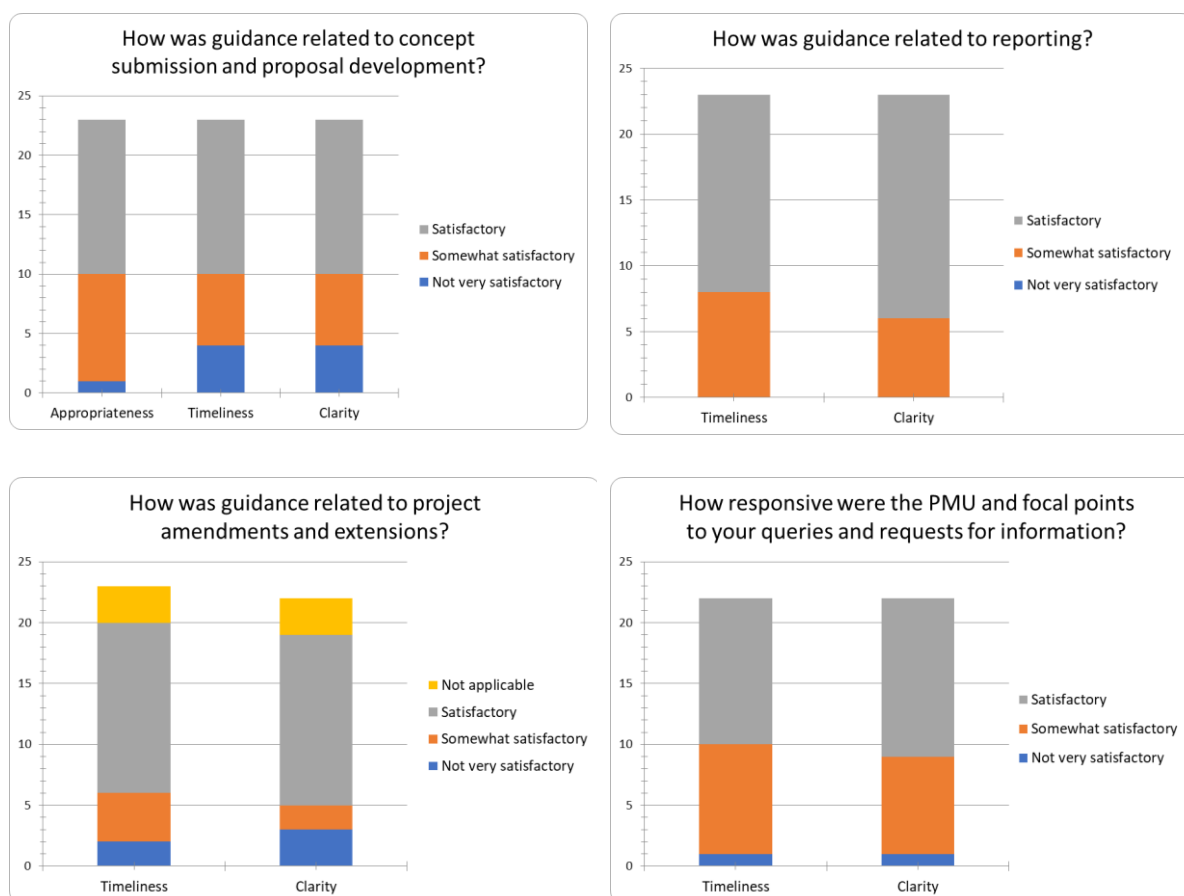 How was guidance related to concept
submission and proposal development?
25
20
15
10
5
0
Appropriateness
Timeliness
Clarity
Satisfactory
Somewhat satisfactory
Not very satisfactory
How was guidance related to reporting?
25
20
15
10
5
0
Timeliness
Clarity
Satisfactory
Somewhat satisfactory
Not very satisfactory
How was guidance related to project
amendments and extensions?
25
20
15
10
5
0
Timeliness
Clarity
Not applicable
Satisfactory
Somewhat satisfactory
Not very satisfactory
How responsive were the PMU and focal points
to your queries and requests for information?
25
20
15
10
5
0
Timeliness
Clarity
Satisfactory
Somewhat satisfactory
Not very satisfactory